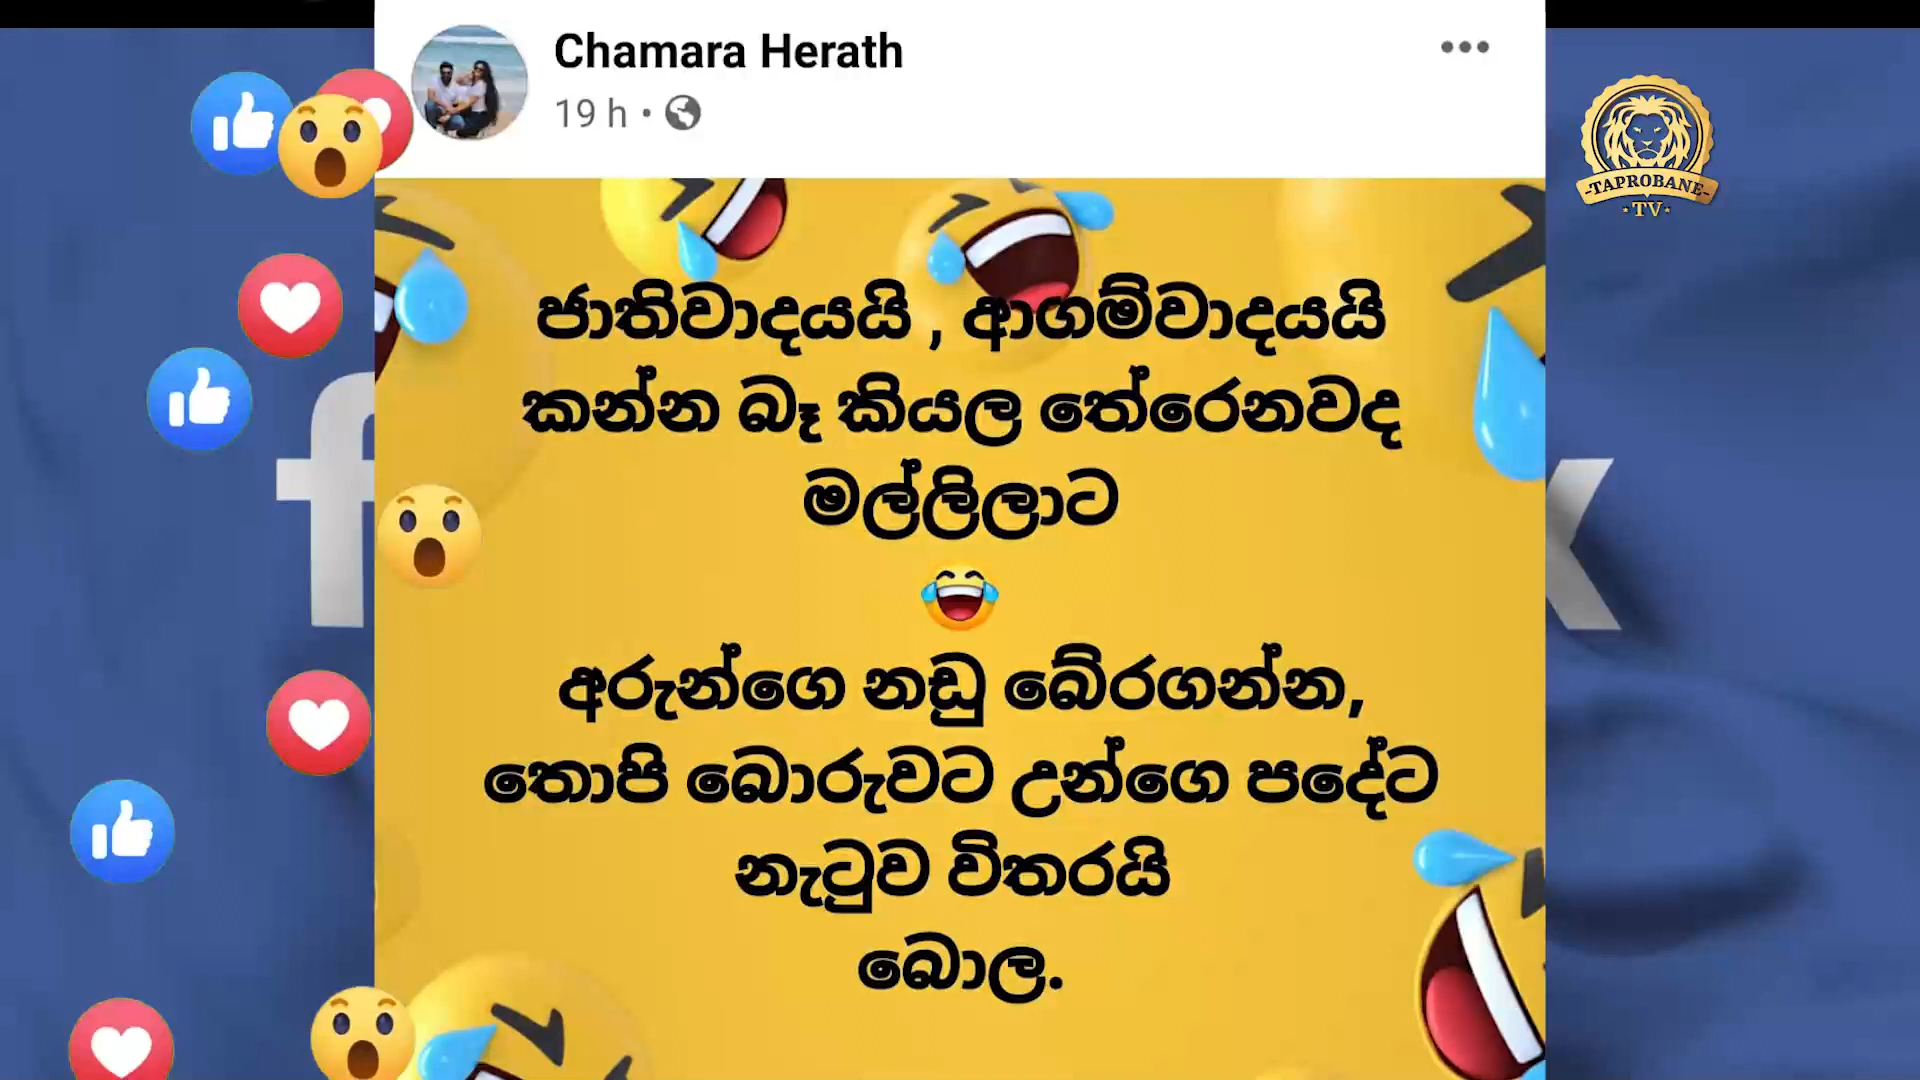 Chamara Herath
19 h •
-TAPROBANE-
TV
ජාතිවාදයයි , ආගම්වාදයයි
කන්න බෑ කියල තේරෙනවද
මල්ලිලාට
😂
අරුන්ගෙ නඩු බේරගන්න,
තොපි බොරුවට උන්ගෙ පදේට
නැටුව විතරයි
බොල.